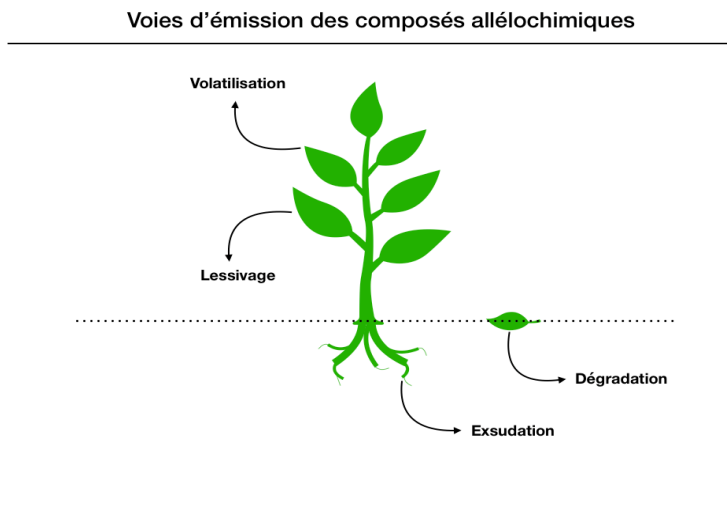 Voies d’émission des composés allélochimiques
Volatilisation
Lessivage
Dégradation
Exsudation